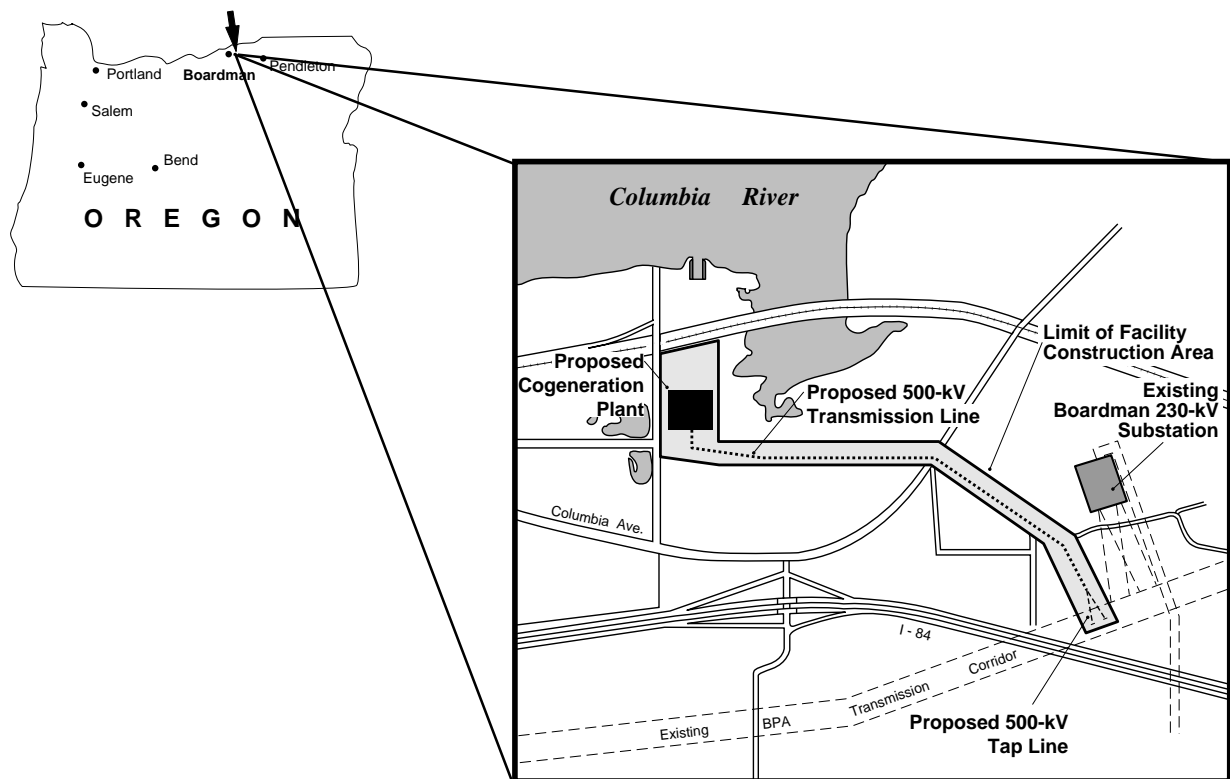 Portland
Boardman
Pendleton
Salem
Eugene
Bend
O R E G O N
Columbia River
Limit of Facility
Construction Area
Proposed
Cogeneration
Plant
Proposed 500-kV
Transmission Line
Existing
Boardman 230-kV
Substation
Columbia Ave.
I - 84
Existing BPA Transmission Corridor
Proposed 500-kV
Tap Line